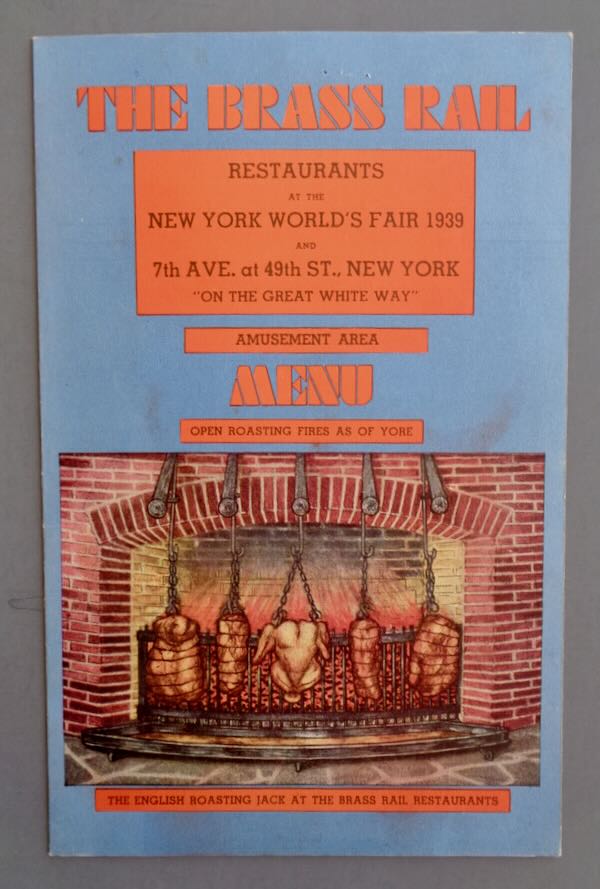 THE BRASS RAIL
RESTAURANTS
AT THE
NEW YORK WORLD'S FAIR 1939
AND
7th AVE. at 49th ST., NEW YORK
"ON THE GREAT WHITE WAY"
AMUSEMENT AREA
MENU
OPEN ROASTING FIRES AS OF YORE
THE ENGLISH ROASTING JACK AT THE BRASS RAIL RESTAURANTS